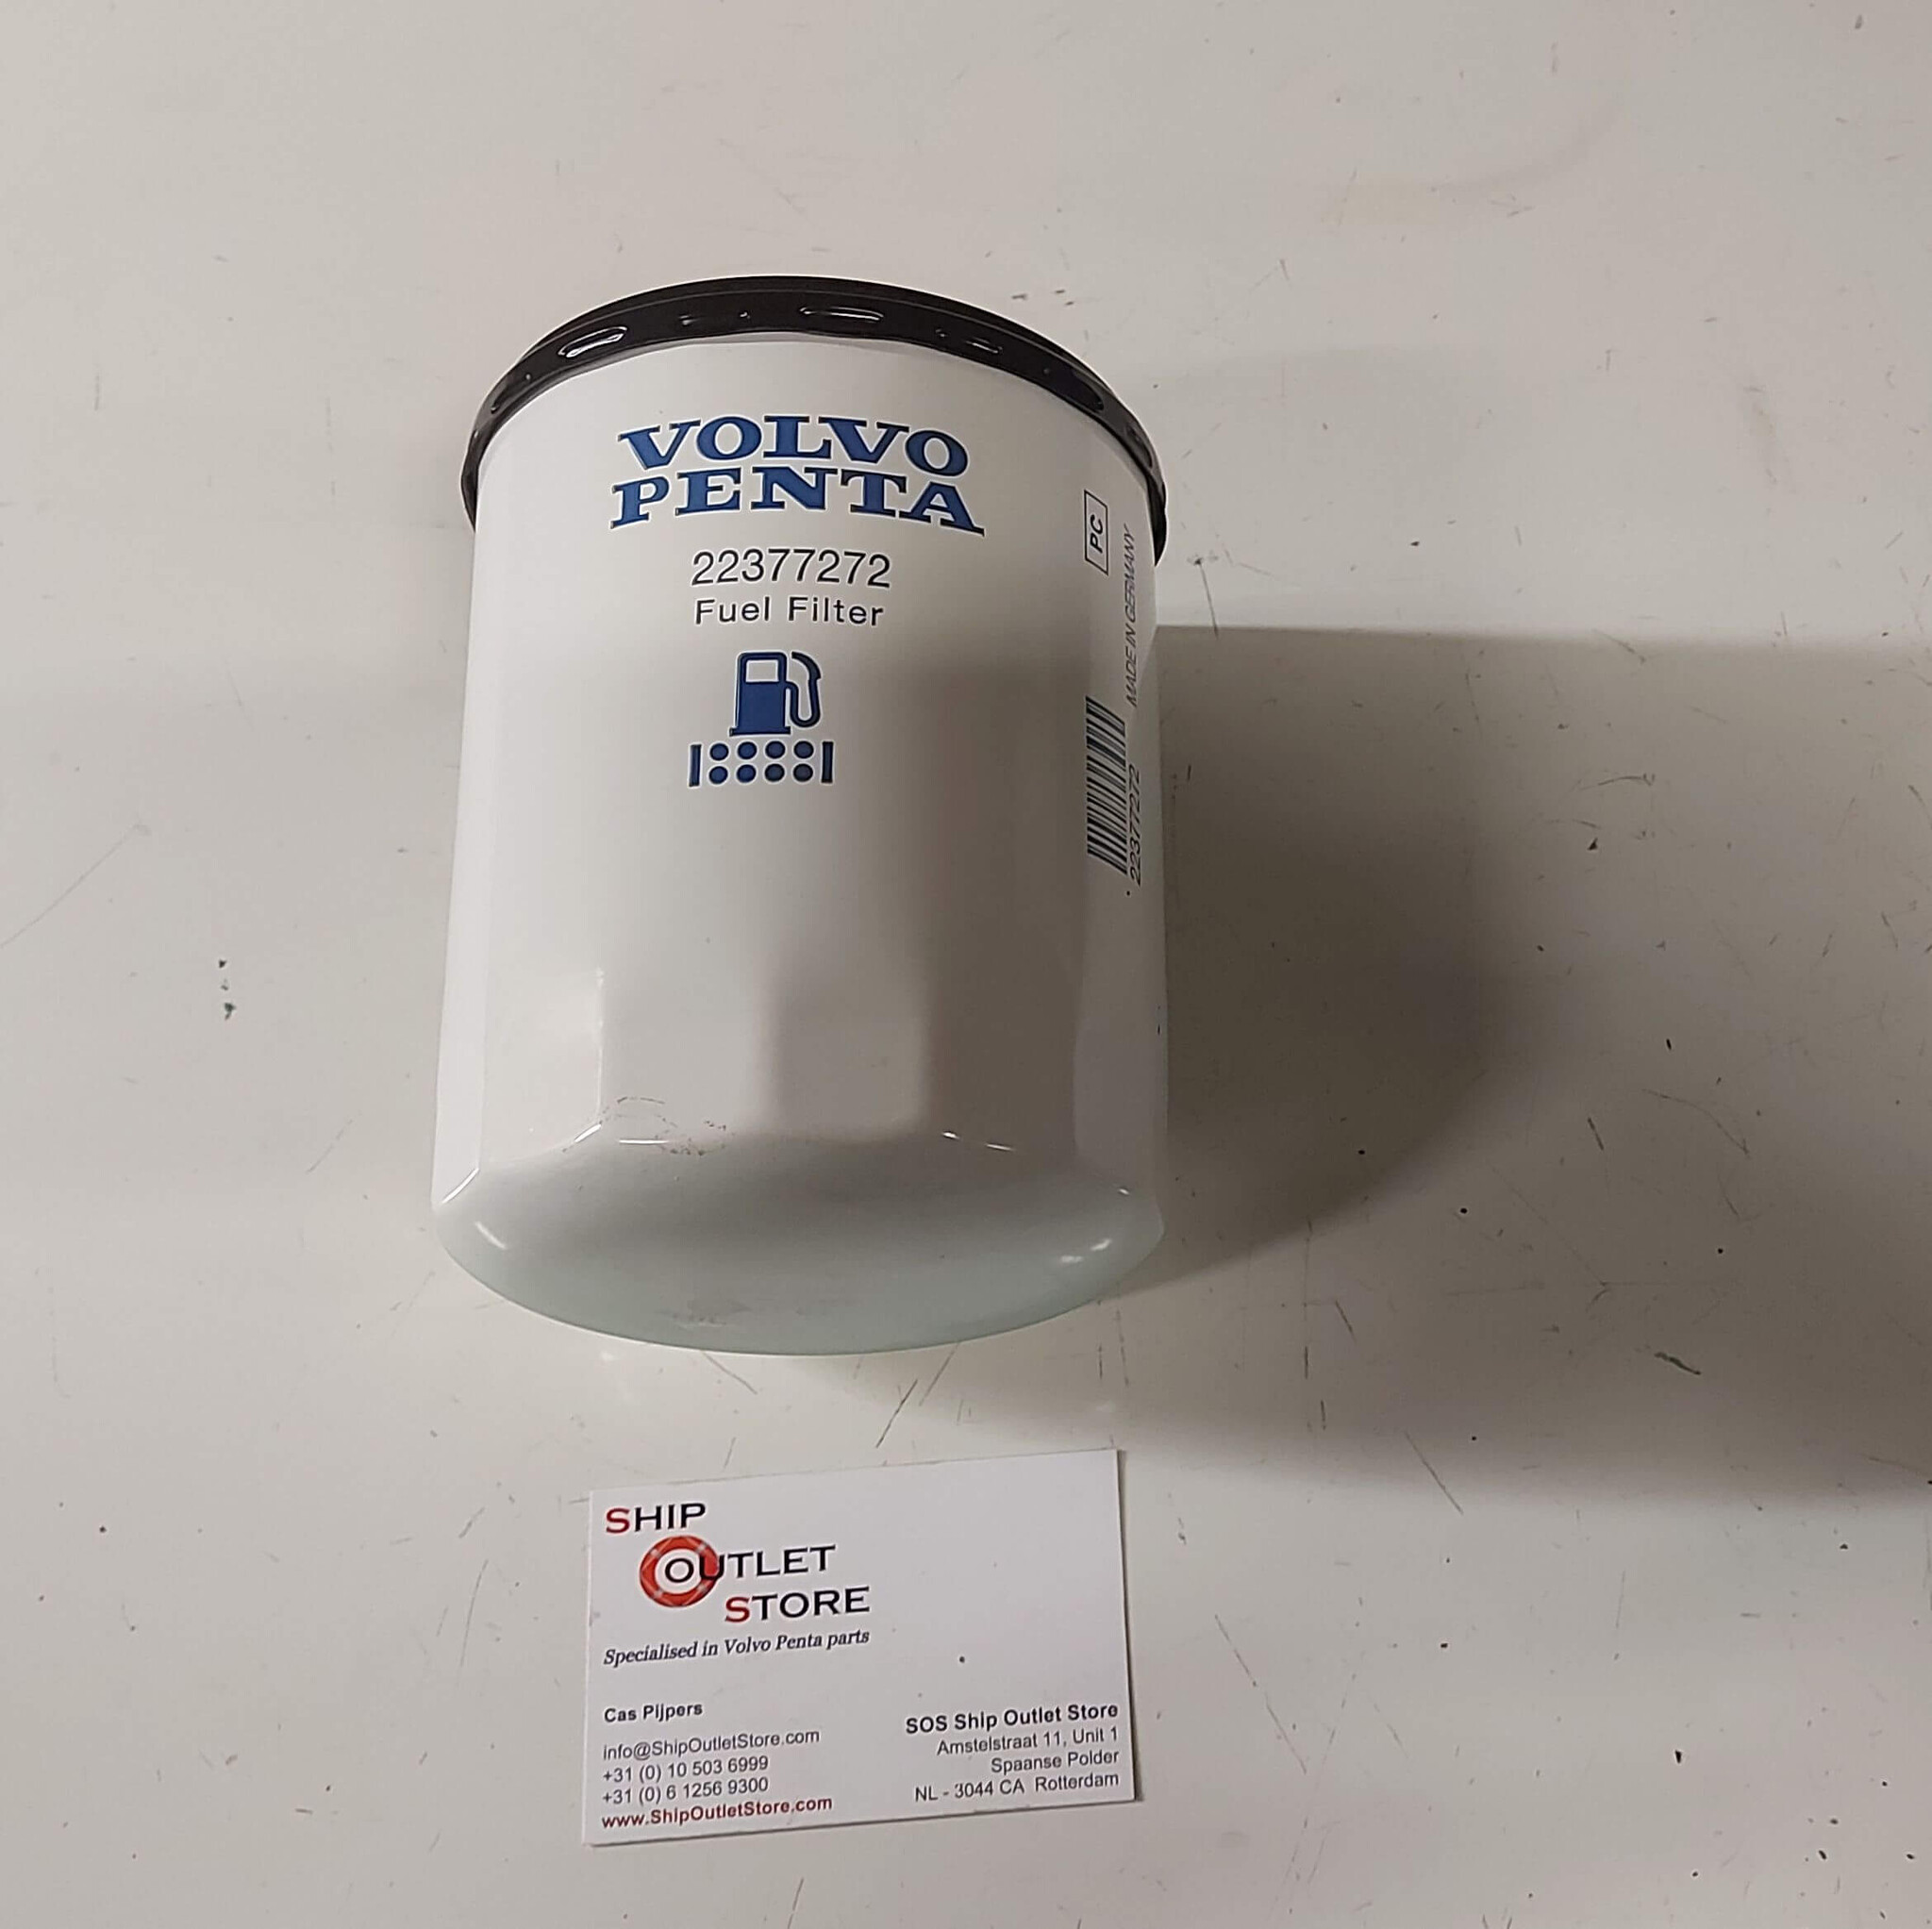 VOLVO
PENTA
22377272
Fuel Filter
PC
MADE IN GERMANY
22377272
SHIP
OUTLET
STORE
Specialised in Volvo Penta parts
Cas Pijpers
info@ShipOutletStore.com
+31 (0) 10 503 6999
+31 (0) 6 1256 9300
www.ShipOutletStore.com
SOS Ship Outlet Store
Amstelstraat 11, Unit 1
Spaanse Polder
NL - 3044 CA Rotterdam